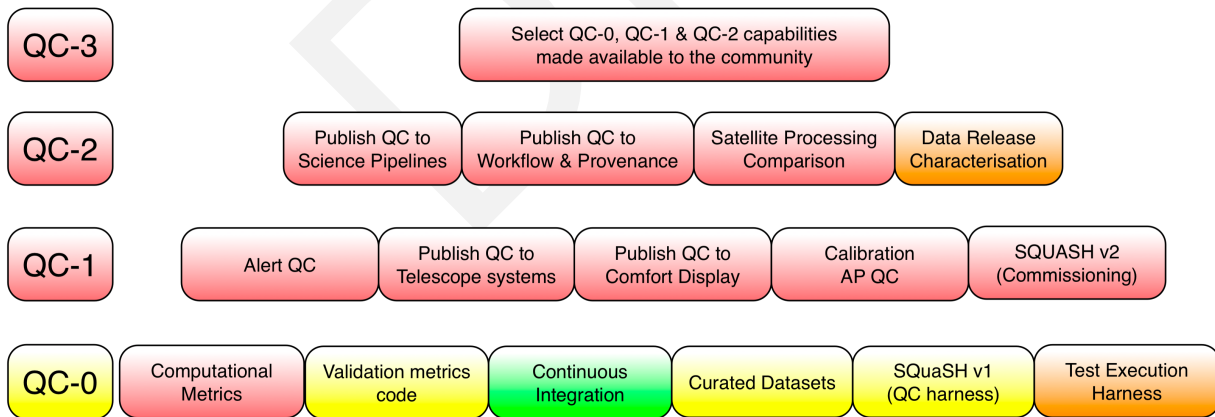 QC-3
Select QC-0, QC-1 & QC-2 capabilities
made available to the community
QC-2
Publish QC to
Science Pipelines
Publish QC to
Workflow & Provenance
Satellite Processing
Comparison
Data Release
Characterisation
QC-1
Alert QC
Publish QC to
Telescope systems
Publish QC to
Comfort Display
Calibration
AP QC
SQUASH v2
(Commissioning)
QC-0
Computational
Metrics
Validation metrics
code
Continuous
Integration
Curated Datasets
SQuaSH v1
(QC harness)
Test Execution
Harness